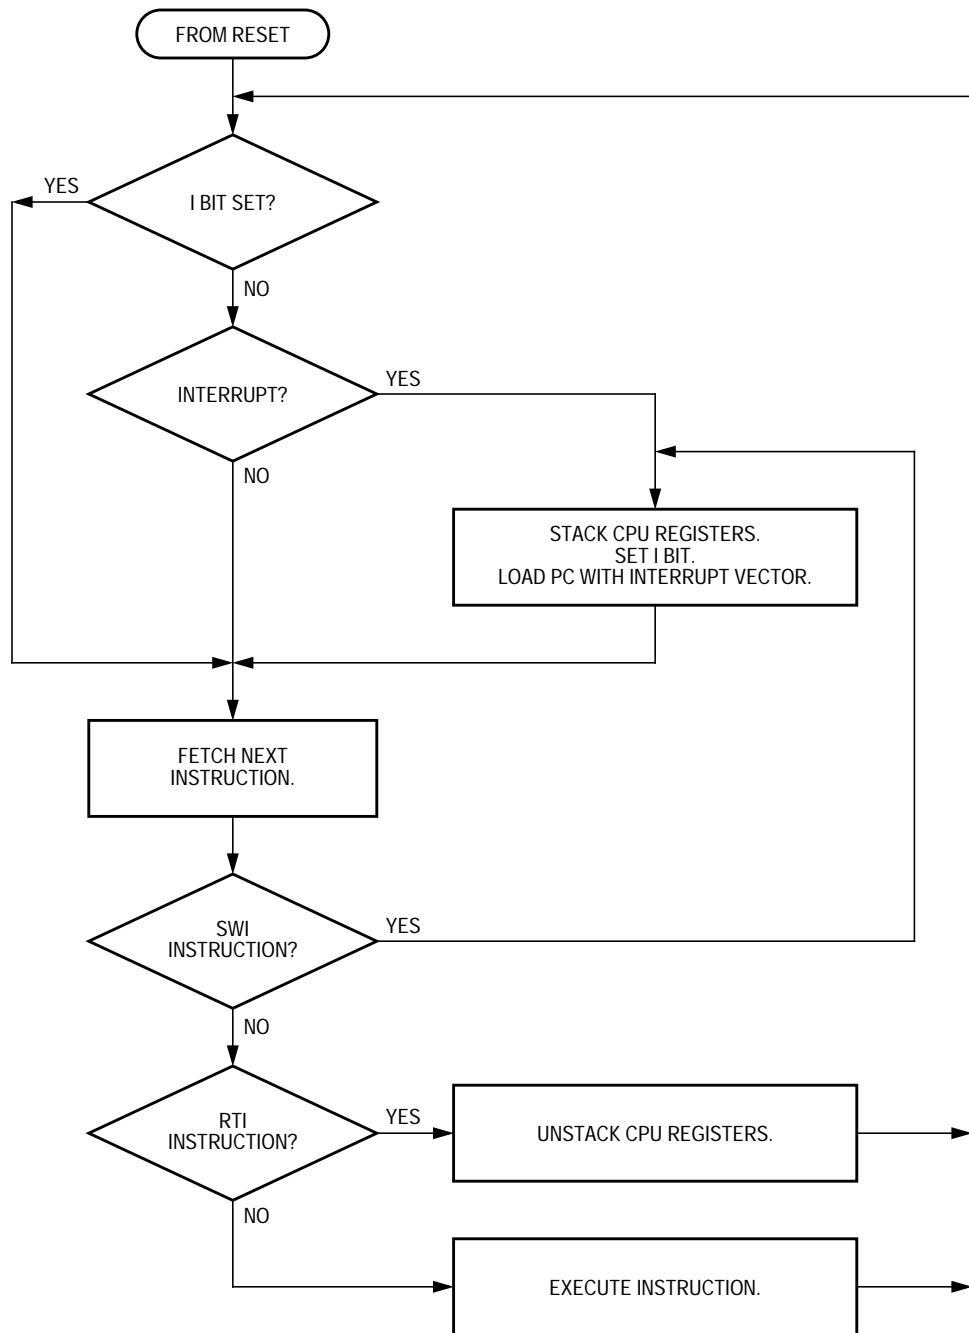 FROM RESET
I BIT SET?
YES
NO
INTERRUPT?
YES
NO
STACK CPU REGISTERS.
SET I BIT.
LOAD PC WITH INTERRUPT VECTOR.
FETCH NEXT
INSTRUCTION.
SWI
INSTRUCTION?
YES
NO
RTI
INSTRUCTION?
YES
UNSTACK CPU REGISTERS.
NO
EXECUTE INSTRUCTION.